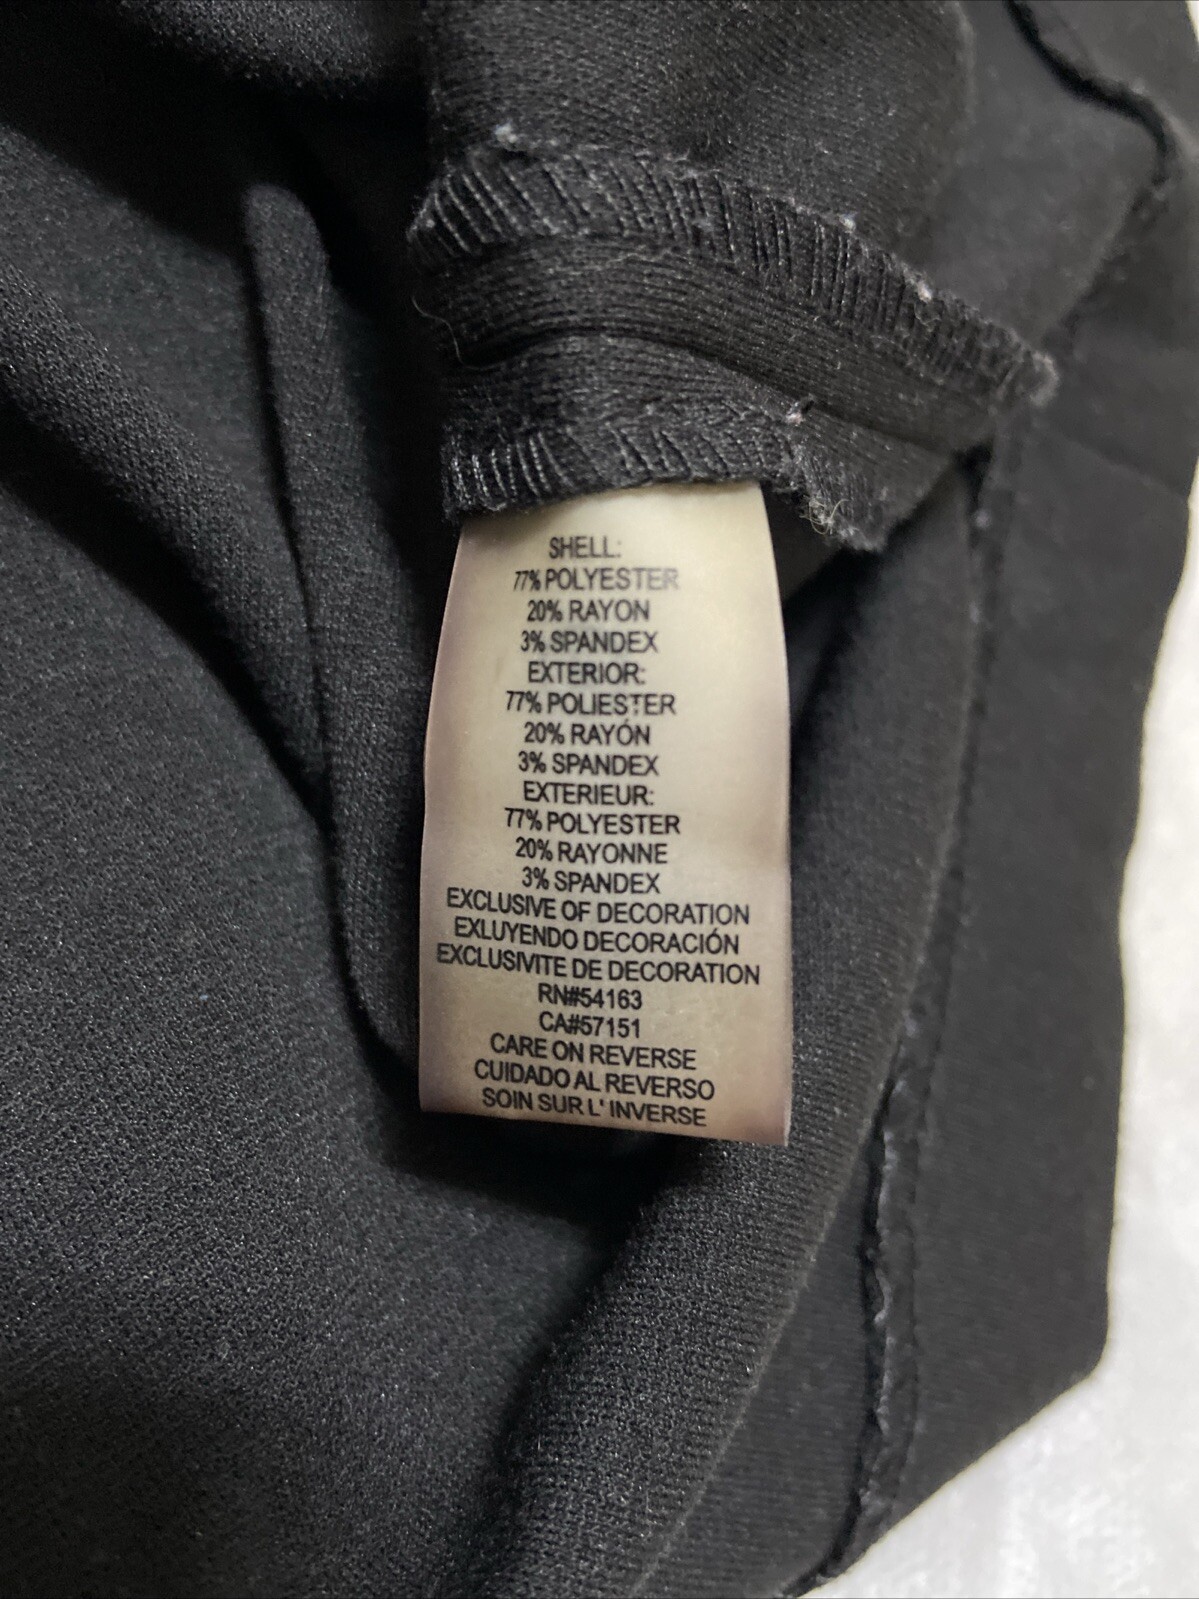 SHELL:
77% POLYESTER
20% RAYON
3% SPANDEX
EXTERIOR:
77% POLIESTER
20% RAYÓN
3% SPANDEX
EXTERIEUR:
77% POLYESTER
20% RAYONNE
3% SPANDEX
EXCLUSIVE OF DECORATION
EXLUYENDO DECORACIÓN
EXCLUSIVITE DE DECORATION
RN#54163
CA#57151
CARE ON REVERSE
CUIDADO AL REVERSO
SOIN SUR L' INVERSE